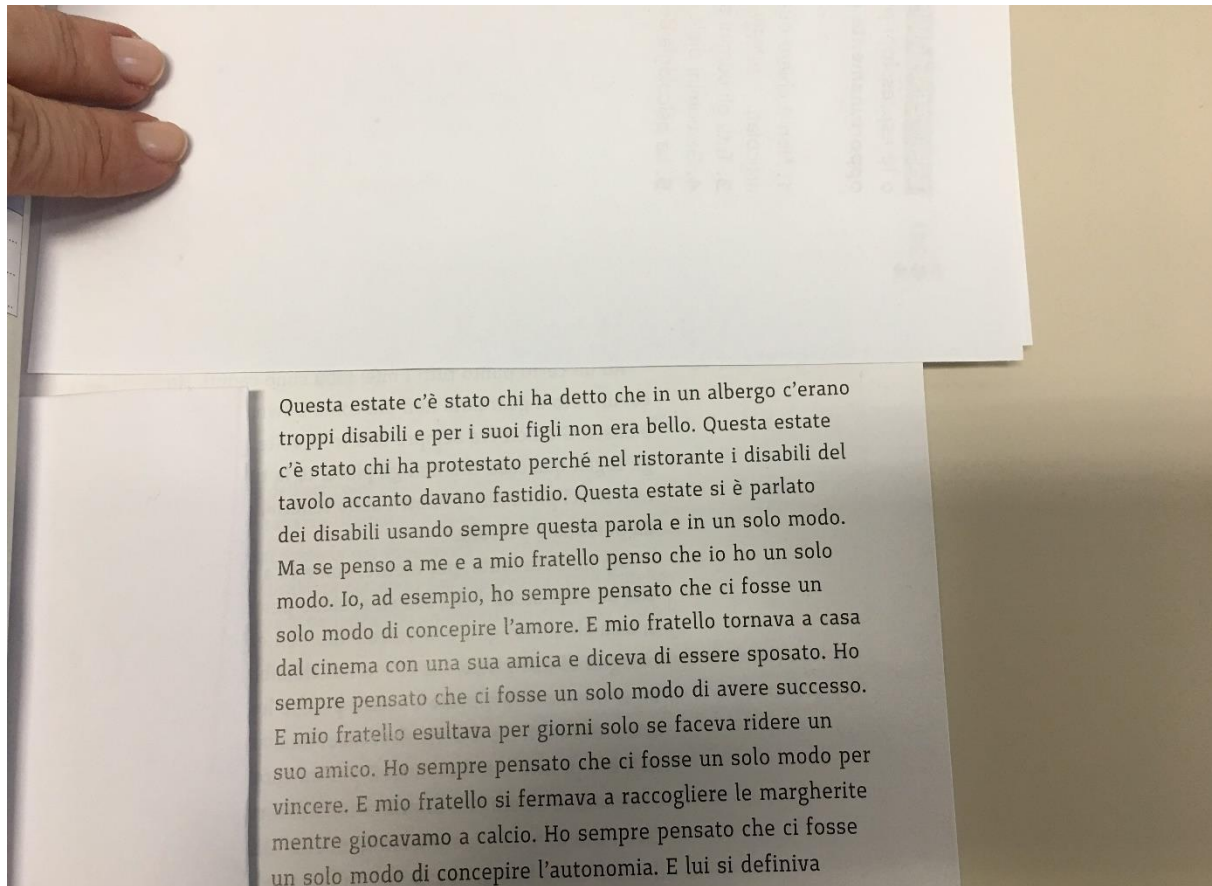 Questa estate c'è stato chi ha detto che in un albergo c'erano
troppi disabili e per i suoi figli non era bello. Questa estate
c'è stato chi ha protestato perché nel ristorante i disabili del
tavolo accanto davano fastidio. Questa estate si è parlato
dei disabili usando sempre questa parola e in un solo modo.
Ma se penso a me e a mio fratello penso che io ho un solo
modo. Io, ad esempio, ho sempre pensato che ci fosse un
solo modo di concepire l'amore. E mio fratello tornava a casa
dal cinema con una sua amica e diceva di essere sposato. Ho
sempre pensato che ci fosse un solo modo di avere successo.
E mio fratello esultava per giorni solo se faceva ridere un
suo amico. Ho sempre pensato che ci fosse un solo modo per
vincere. E mio fratello si fermava a raccogliere le margherite
mentre giocavamo a calcio. Ho sempre pensato che ci fosse
un solo modo di concepire l'autonomia. E lui si definiva